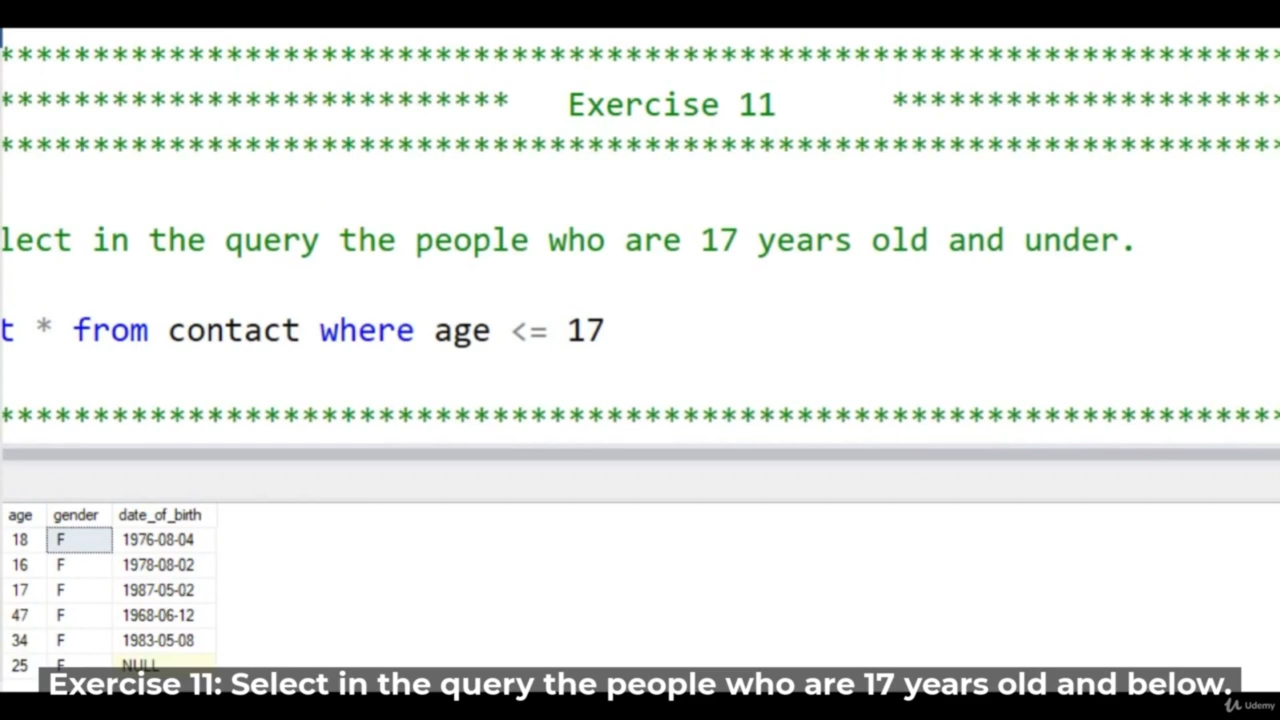 ***********************************************************************
***************************   Exercise 11   *********************
***********************************************************************
lect in the query the people who are 17 years old and under.
t * from contact where age <= 17
***********************************************************************
age gender date_of_birth
18 F 1976-08-04
16 F 1978-08-02
17 F 1987-05-02
47 F 1968-06-12
34 F 1983-05-08
25 F NULL
Exercise 11: Select in the query the people who are 17 years old and below.
Udemy